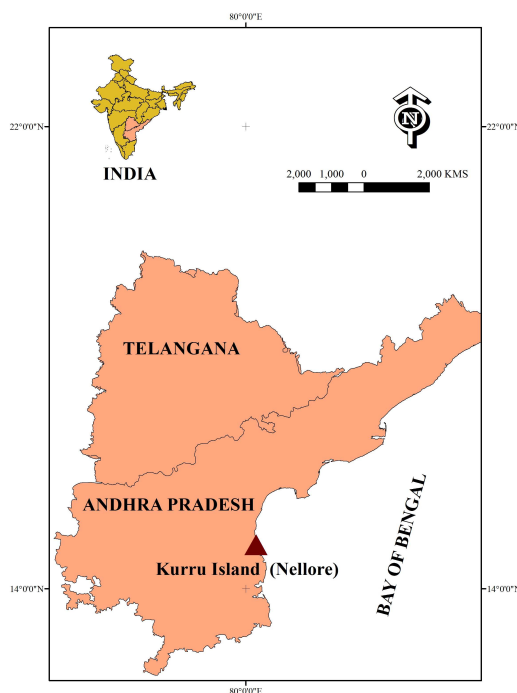 80°0'0"E
22°0'0"N
22°0'0"N
INDIA
N
2,000 1,000 0 2,000 KMS
TELANGANA
ANDHRA PRADESH
BAY OF BENGAL
Kurru Island (Nellore)
14°0'0"N
14°0'0"N
80°0'0"E